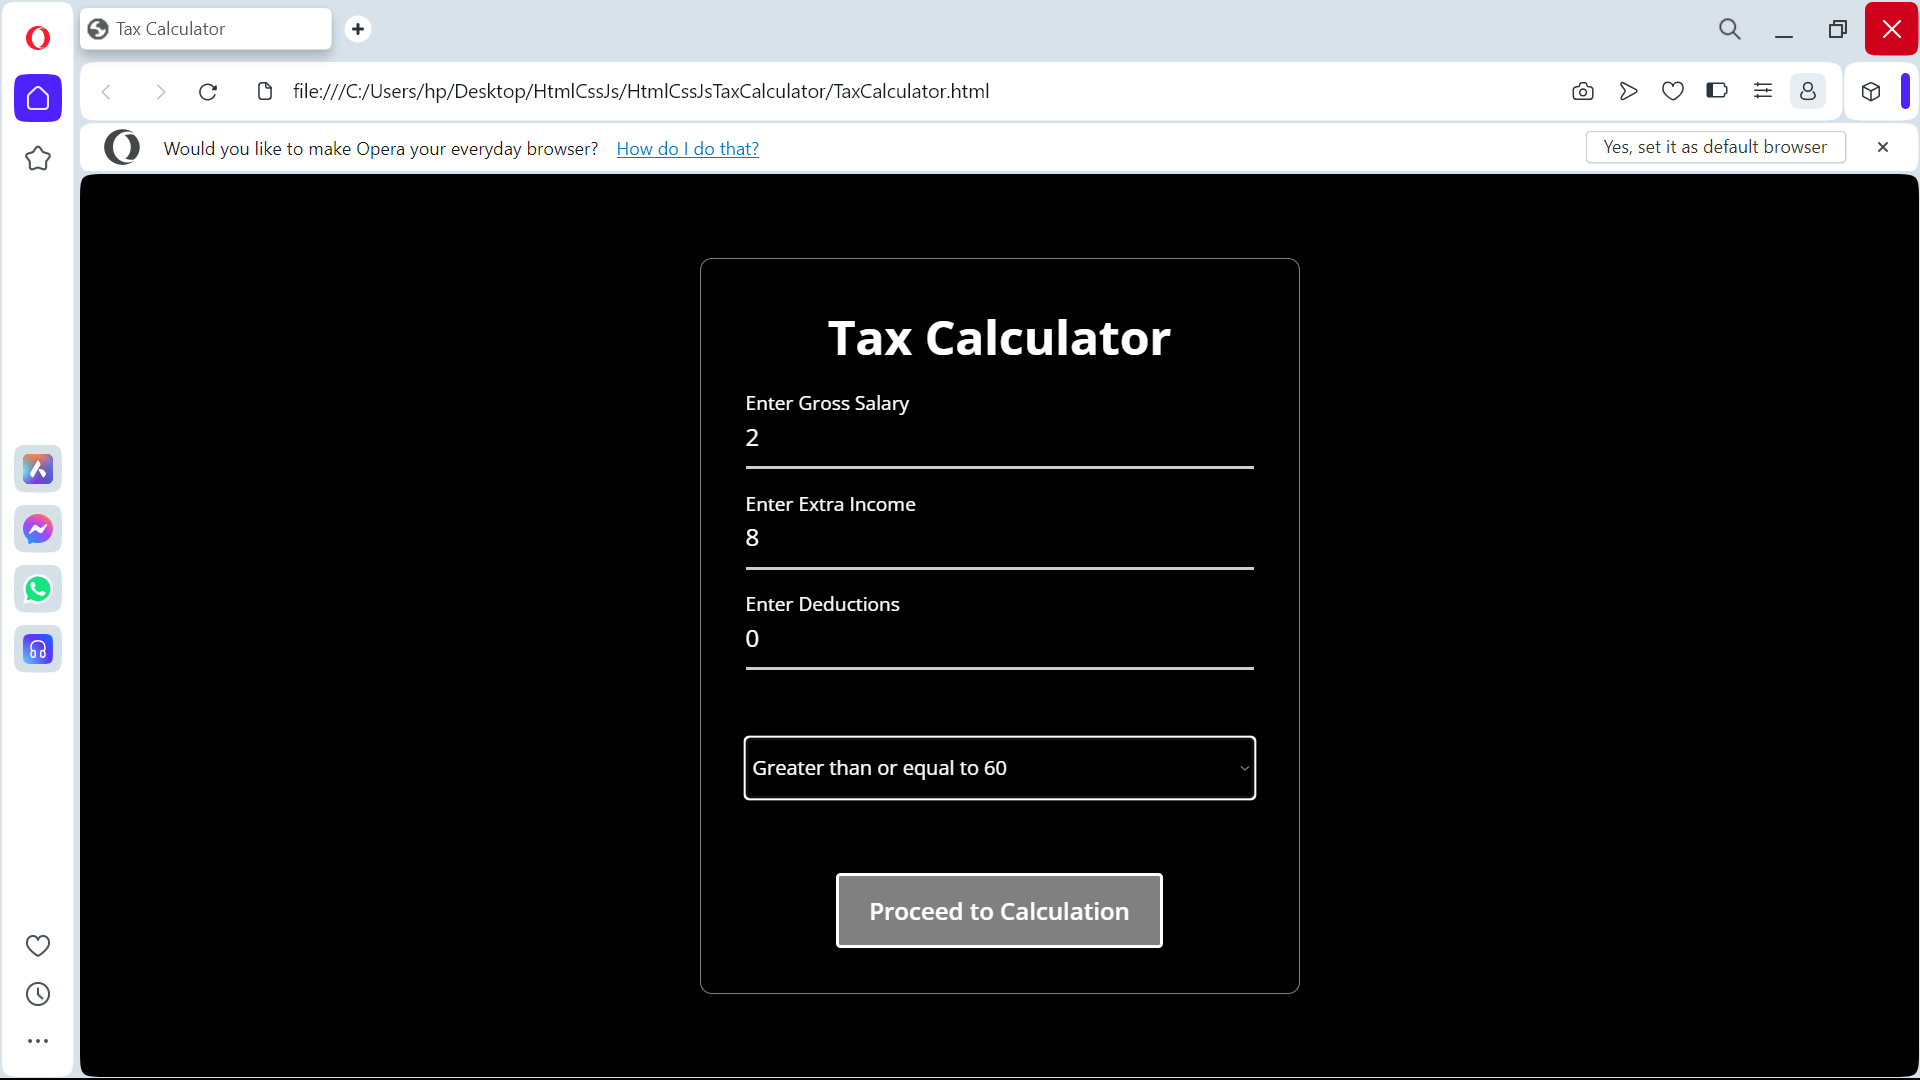 Tax Calculator
file:///C:/Users/hp/Desktop/HtmlCssJs/HtmlCssJsTaxCalculator/TaxCalculator.html
Would you like to make Opera your everyday browser? How do I do that? Yes, set it as default browser
Tax Calculator
Enter Gross Salary
2
Enter Extra Income
8
Enter Deductions
0
Greater than or equal to 60
Proceed to Calculation